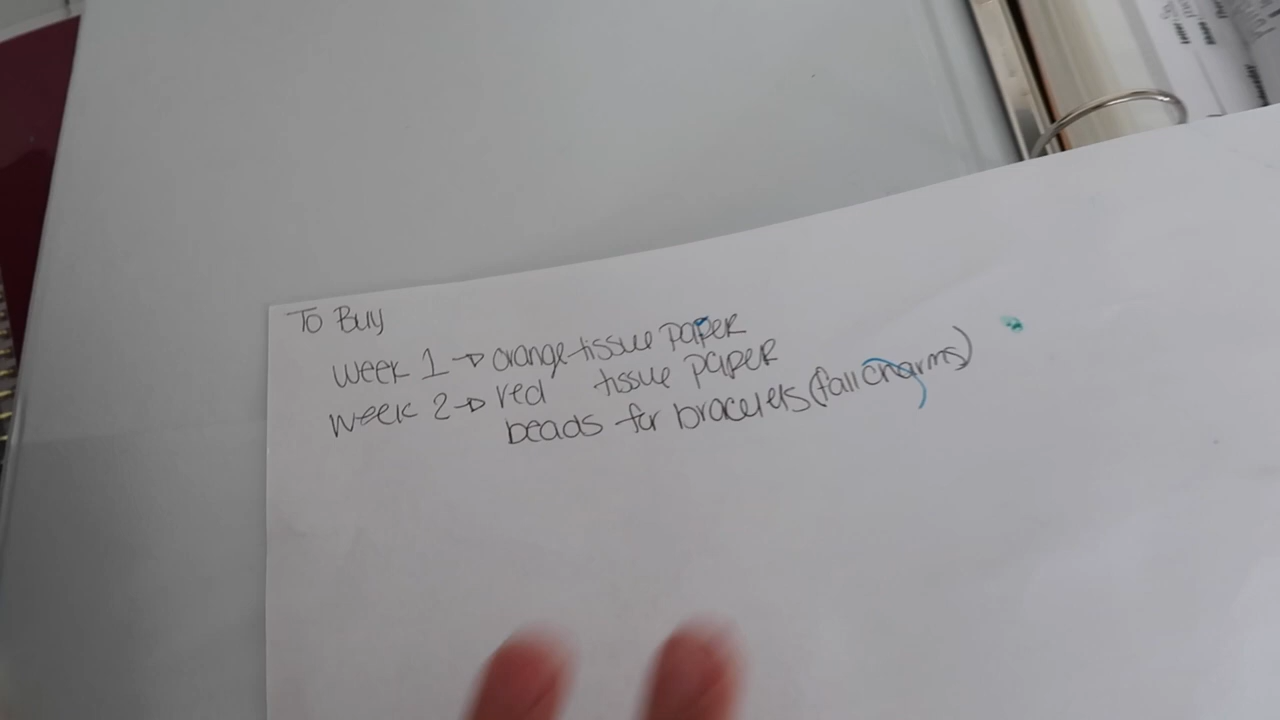 To Buy
week 1 → orange tissue paper
week 2 → red tissue paper
beads for bracelets (fall charms)